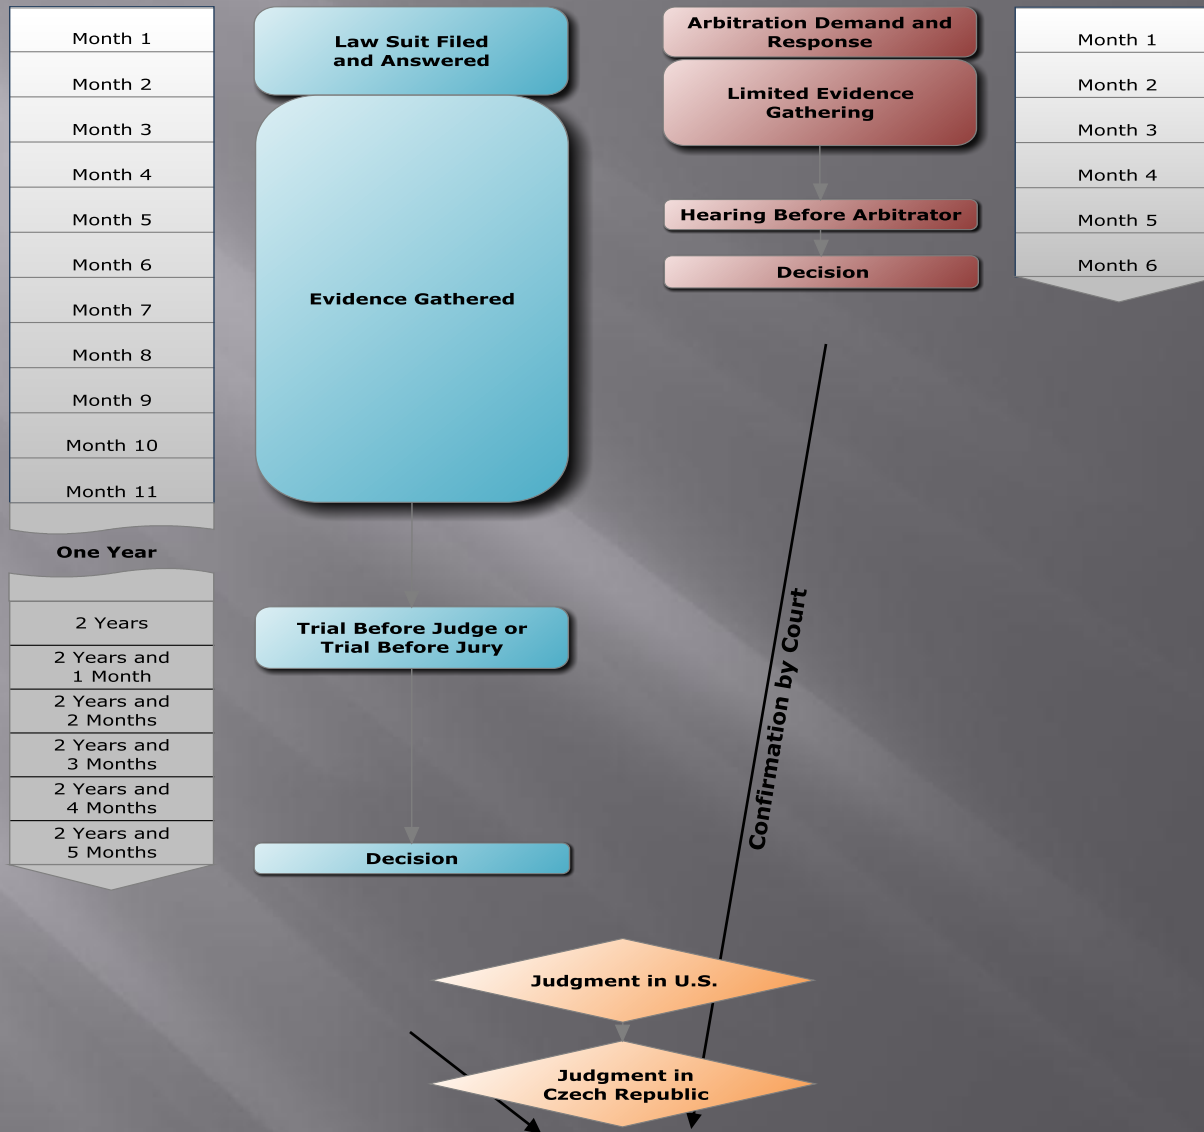 Month 1
Month 2
Month 3
Month 4
Month 5
Month 6
Month 7
Month 8
Month 9
Month 10
Month 11
One Year
2 Years
2 Years and
1 Month
2 Years and
2 Months
2 Years and
3 Months
2 Years and
4 Months
2 Years and
5 Months
Law Suit Filed
and Answered
Evidence Gathered
Trial Before Judge or
Trial Before Jury
Decision
Arbitration Demand and
Response
Limited Evidence
Gathering
Hearing Before Arbitrator
Decision
Month 1
Month 2
Month 3
Month 4
Month 5
Month 6
Confirmation by Court
Judgment in U.S.
Judgment in
Czech Republic